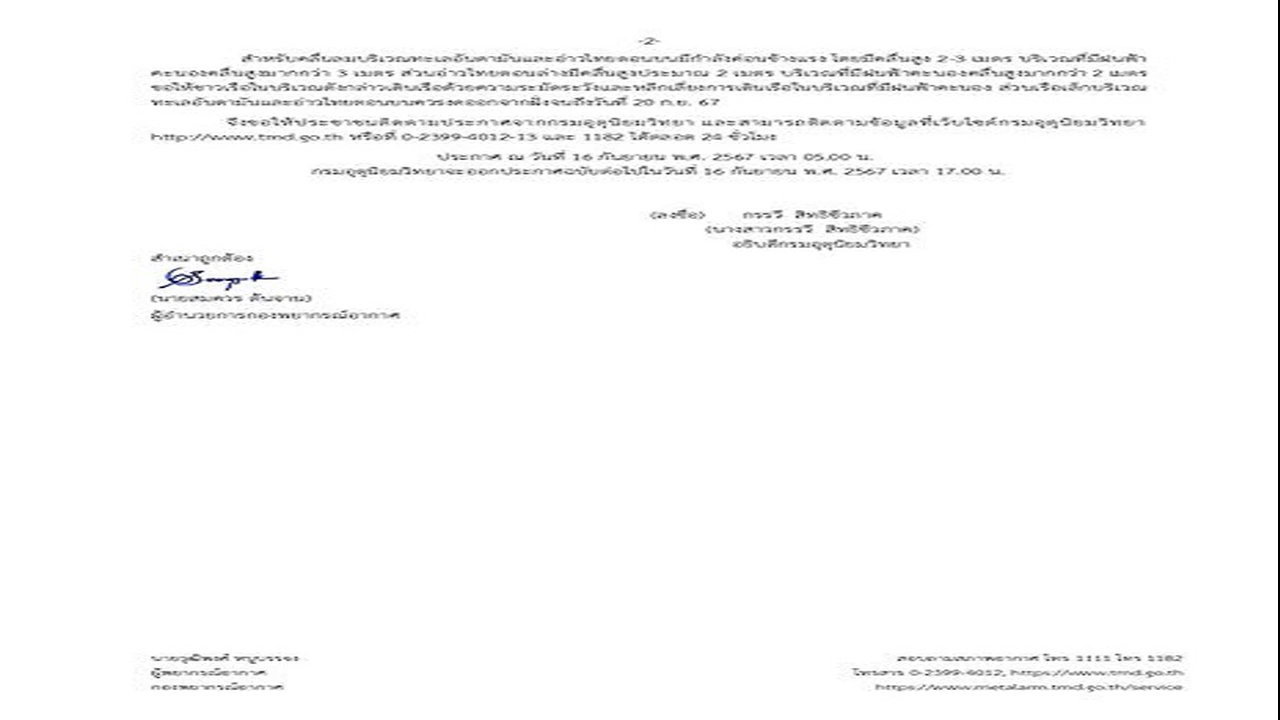 -2-
สำหรับคลื่นลมบริเวณทะเลอันดามันและอ่าวไทยตอนบนมีกำลังค่อนข้างแรง โดยมีคลื่นสูง 2-3 เมตร บริเวณที่มีฝนฟ้า
คะนองคลื่นสูงมากกว่า 3 เมตร ส่วนอ่าวไทยตอนล่างมีคลื่นสูงประมาณ 2 เมตร บริเวณที่มีฝนฟ้าคะนองคลื่นสูงมากกว่า 2 เมตร
ขอให้ชาวเรือในบริเวณดังกล่าวเดินเรือด้วยความระมัดระวังและหลีกเลี่ยงการเดินเรือในบริเวณที่มีฝนฟ้าคะนอง ส่วนเรือเล็กบริเวณ
ทะเลอันดามันและอ่าวไทยตอนบนควรงดออกจากฝั่งจนถึงวันที่ 20 ก.ย. 67
จึงขอให้ประชาชนติดตามประกาศจากกรมอุตุนิยมวิทยา และสามารถติดตามข้อมูลที่เว็บไซต์กรมอุตุนิยมวิทยา
http://www.tmd.go.th หรือที่ 0-2399-4012-13 และ 1182 ได้ตลอด 24 ชั่วโมง
ประกาศ ณ วันที่ 16 กันยายน พ.ศ. 2567 เวลา 05.00 น.
กรมอุตุนิยมวิทยาจะออกประกาศฉบับต่อไปในวันที่ 16 กันยายน พ.ศ. 2567 เวลา 17.00 น.
(ลงชื่อ) กรรวี สิทธิชีวภาค
(นางสาวกรรวี สิทธิชีวภาค)
อธิบดีกรมอุตุนิยมวิทยา
สำเนาถูกต้อง
(นายสมควร ต้นจาน)
ผู้อำนวยการกองพยากรณ์อากาศ
นายวุฒิพงศ์ หนูบรรจง
ผู้พยากรณ์อากาศ
กองพยากรณ์อากาศ
สอบถามสภาพอากาศ โทร 1111 โทร 1182
โทรสาร 0-2399-4012, https://www.tmd.go.th
https://www.metalarm.tmd.go.th/service